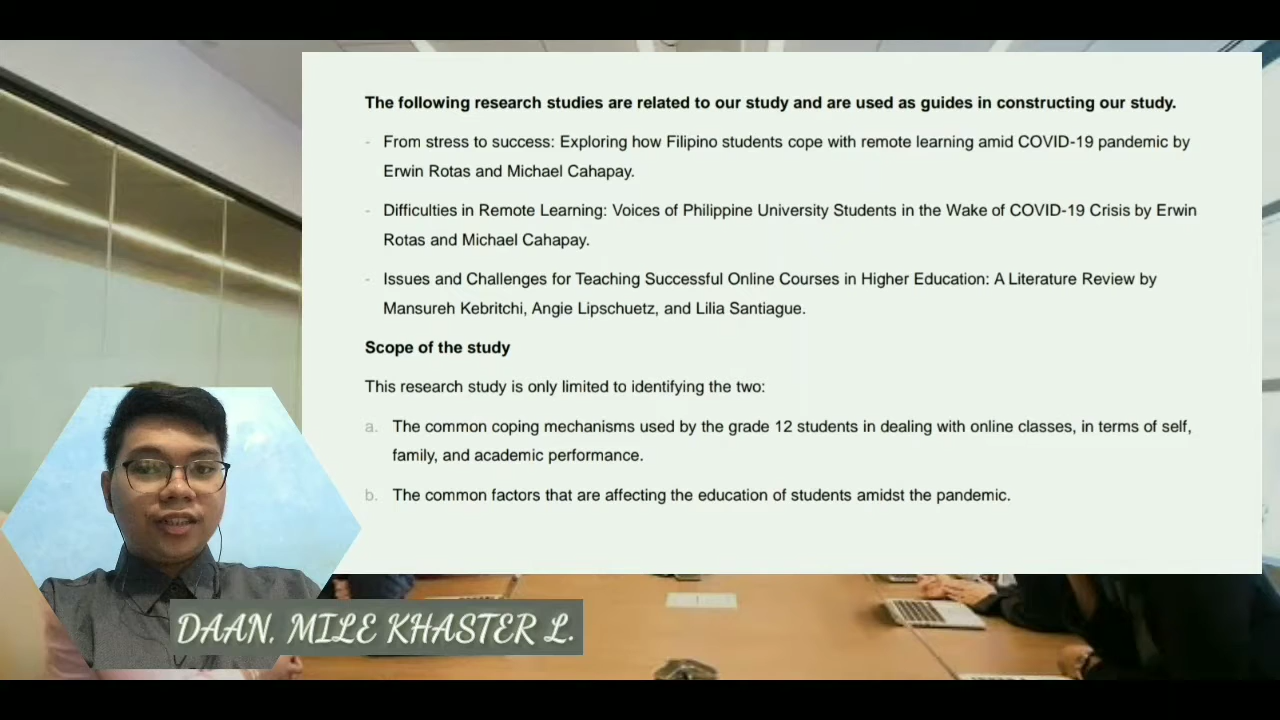 The following research studies are related to our study and are used as guides in constructing our study.
- From stress to success: Exploring how Filipino students cope with remote learning amid COVID-19 pandemic by
Erwin Rotas and Michael Cahapay.
- Difficulties in Remote Learning: Voices of Philippine University Students in the Wake of COVID-19 Crisis by Erwin
Rotas and Michael Cahapay.
- Issues and Challenges for Teaching Successful Online Courses in Higher Education: A Literature Review by
Mansureh Kebritchi, Angie Lipschuetz, and Lilia Santiague.
Scope of the study
This research study is only limited to identifying the two:
a. The common coping mechanisms used by the grade 12 students in dealing with online classes, in terms of self,
family, and academic performance.
b. The common factors that are affecting the education of students amidst the pandemic.
DAAN. MILE KHASTER L.